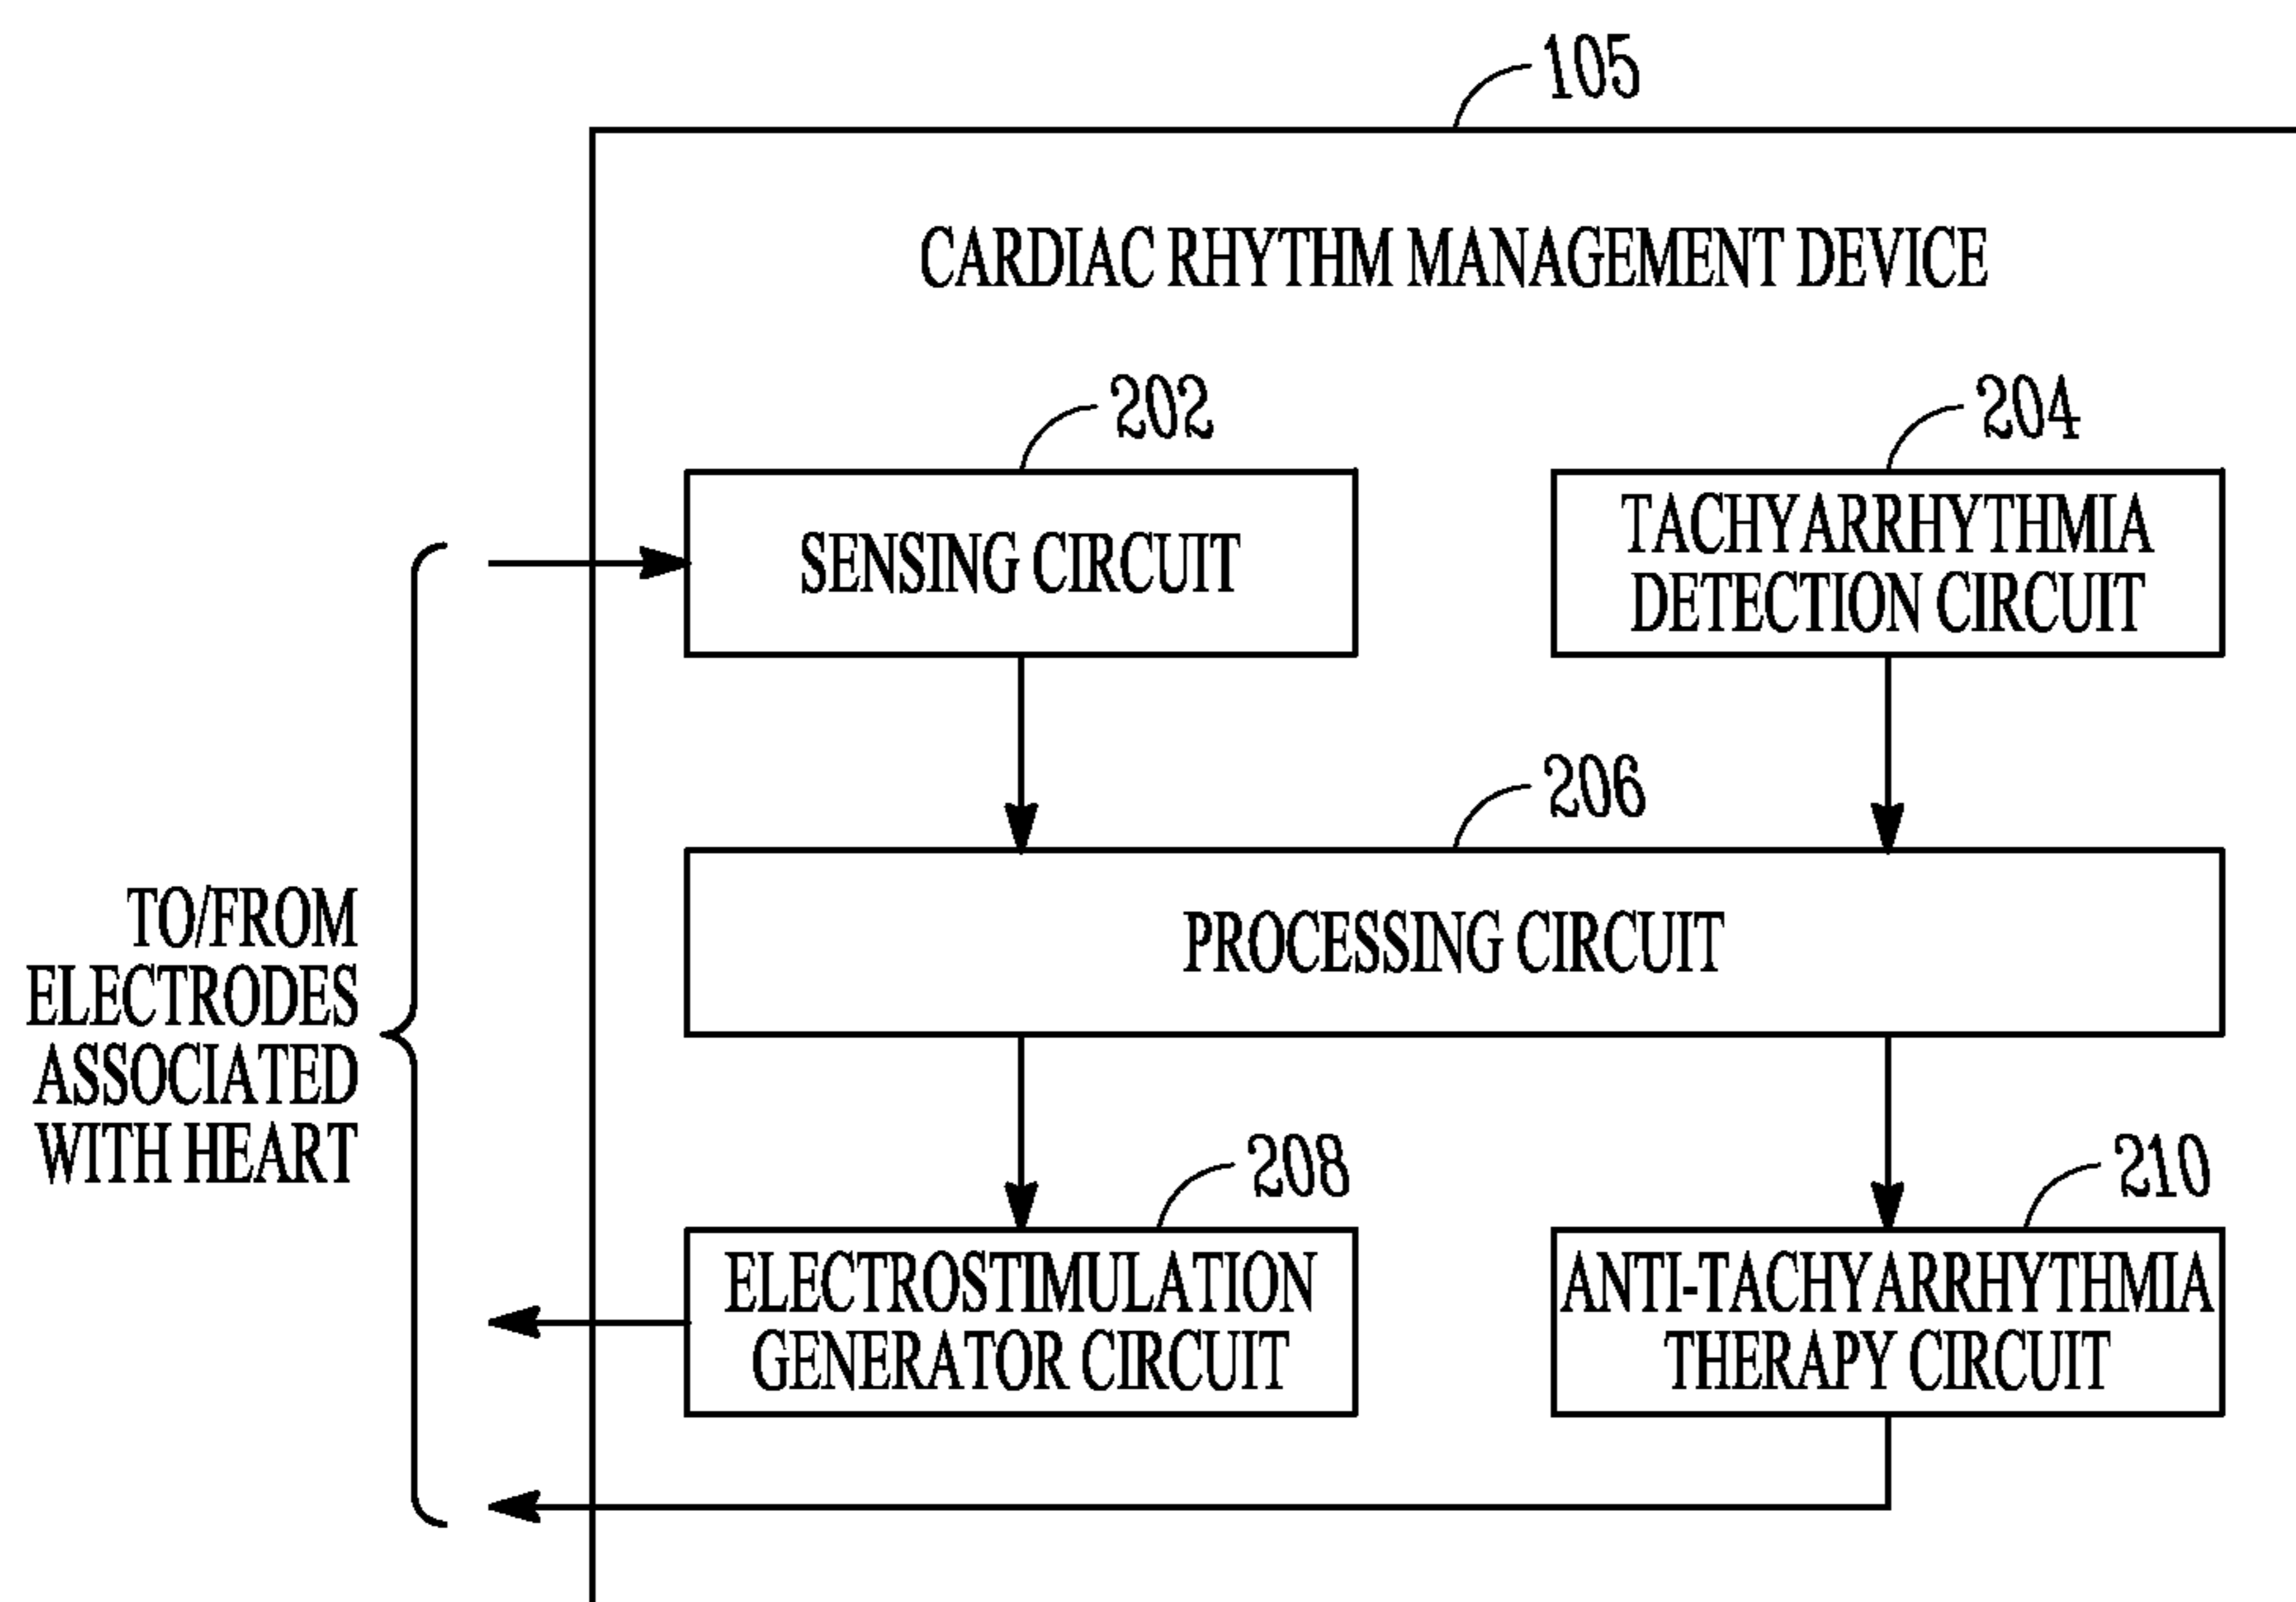 105
CARDIAC RHYTHM MANAGEMENT DEVICE
202
204
SENSING CIRCUIT
TACHYARRHYTHMIA
DETECTION CIRCUIT
206
PROCESSING CIRCUIT
TO/FROM
ELECTRODES
ASSOCIATED
WITH HEART
208
210
ELECTROSTIMULATION
GENERATOR CIRCUIT
ANTI-TACHYARRHYTHMIA
THERAPY CIRCUIT